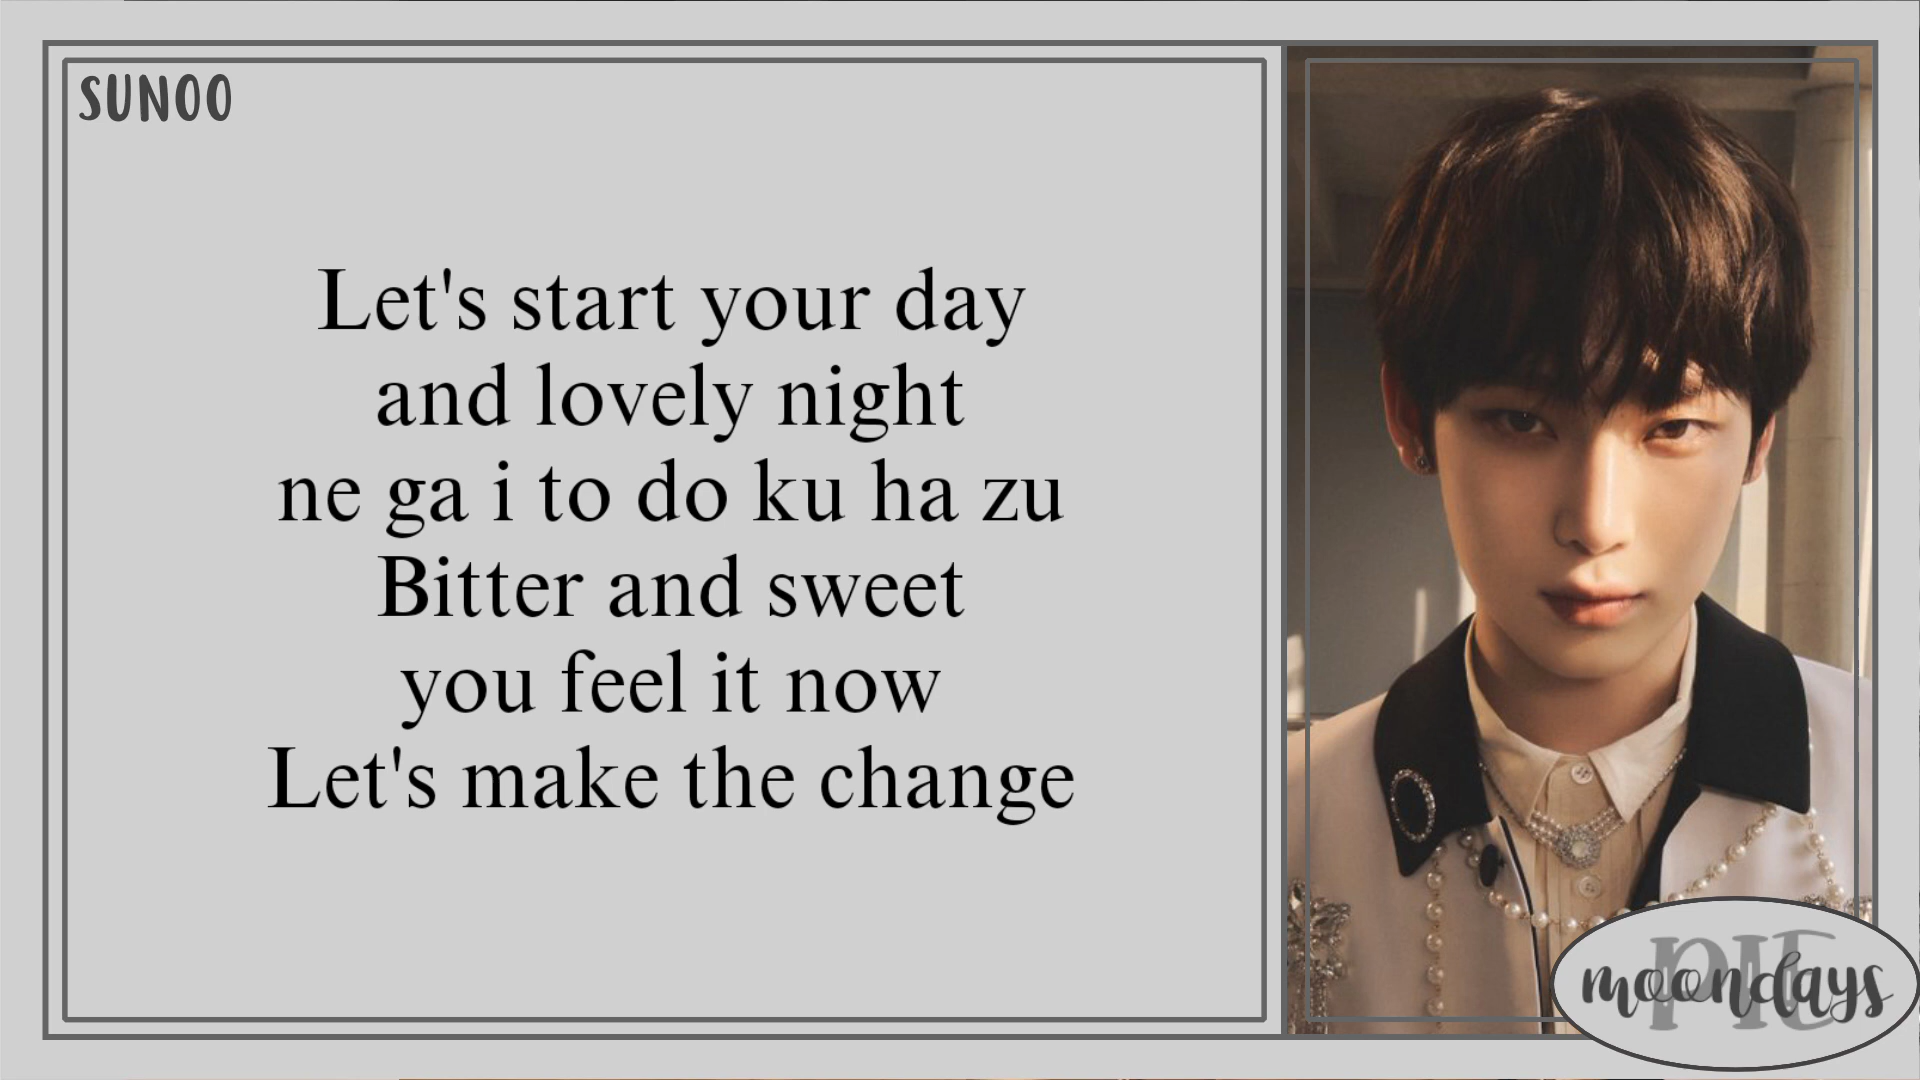 SUNOO
Let's start your day
and lovely night
ne ga i to do ku ha zu
Bitter and sweet
you feel it now
Let's make the change
PIE
moondays